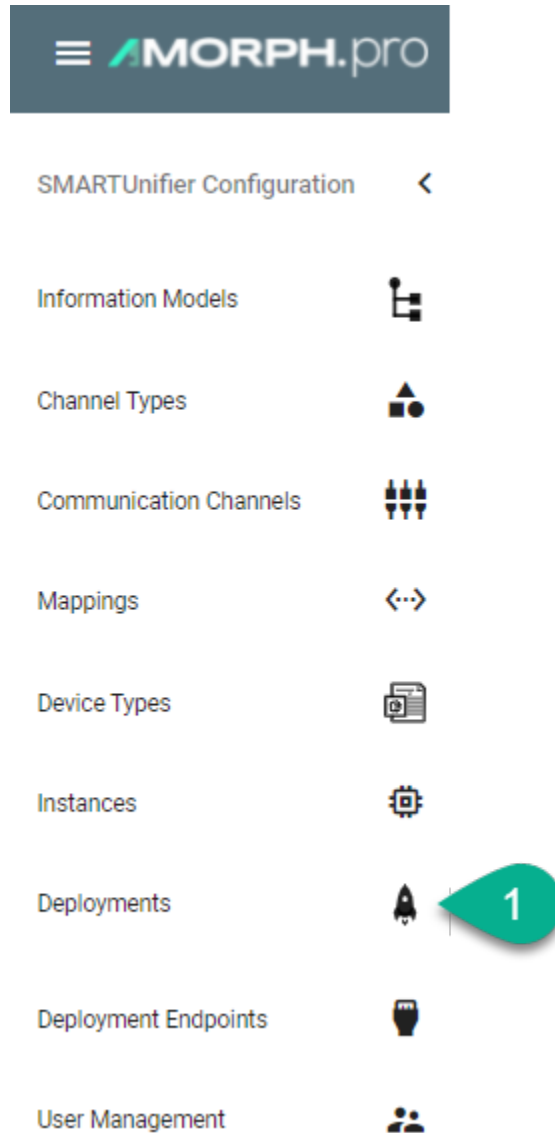 AMORPH.pro
SMARTUnifier Configuration
Information Models
Channel Types
Communication Channels
Mappings
Device Types
Instances
Deployments
1
Deployment Endpoints
User Management